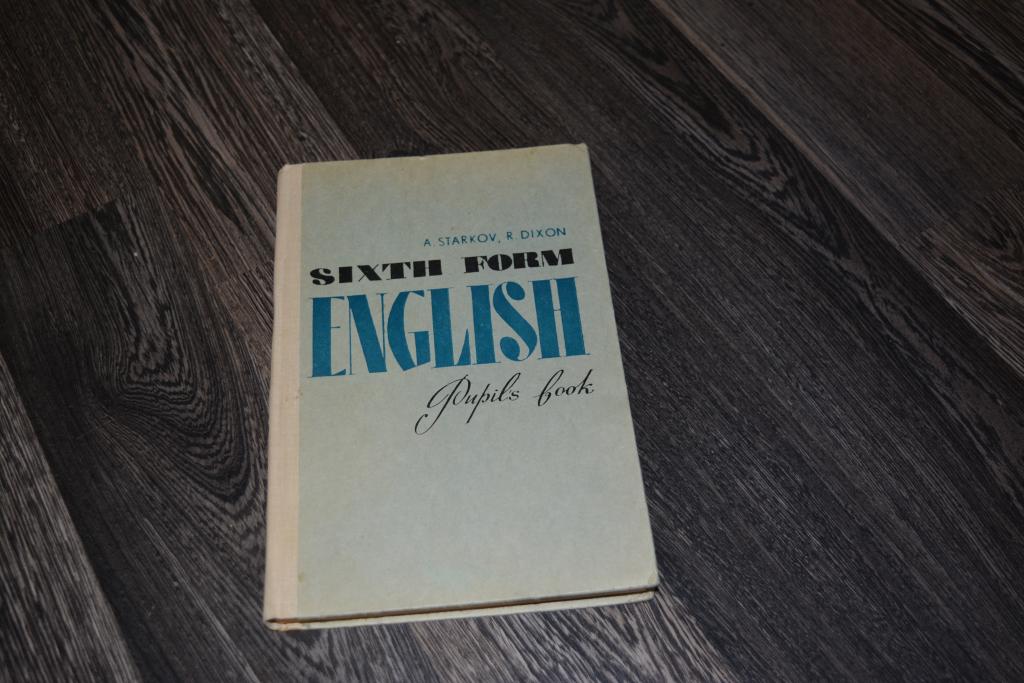 A. STARKOV, R. DIXON
SIXTH FORM
ENGLISH
Pupil's book